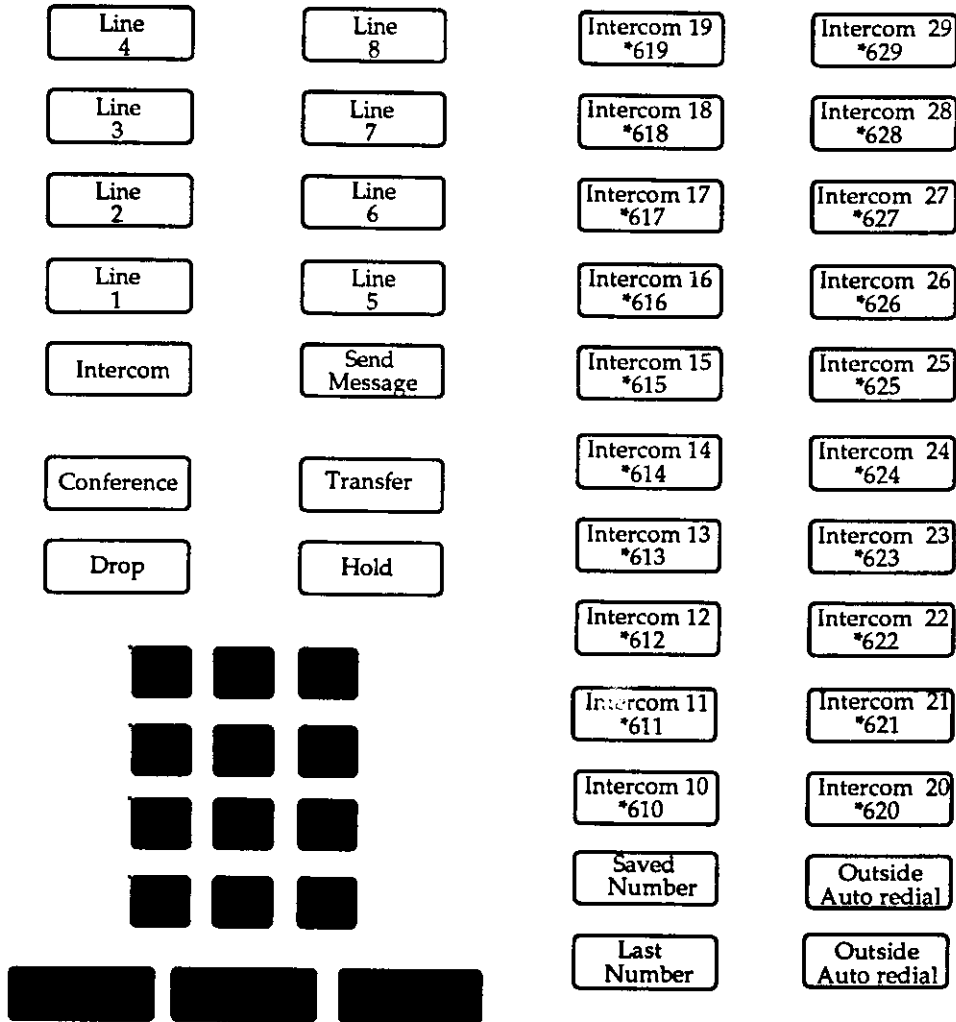 Line
4
Line
8
Intercom 19
*619
Intercom 29
*629
Line
3
Line
7
Intercom 18
*618
Intercom 28
*628
Line
2
Line
6
Intercom 17
*617
Intercom 27
*627
Line
1
Line
5
Intercom 16
*616
Intercom 26
*626
Intercom
Send
Message
Intercom 15
*615
Intercom 25
*625
Conference
Transfer
Intercom 14
*614
Intercom 24
*624
Drop
Hold
Intercom 13
*613
Intercom 23
*623
Intercom 12
*612
Intercom 22
*622
Intercom 11
*611
Intercom 21
*621
Intercom 10
*610
Intercom 20
*620
Saved
Number
Outside
Auto redial
Last
Number
Outside
Auto redial